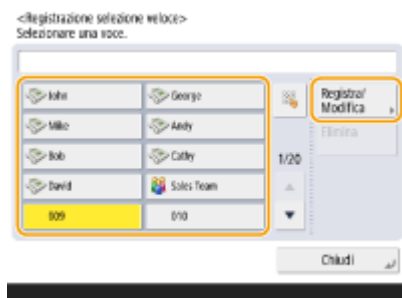 <Registrazione selezione veloce>
Selezionare una voce.
John
George
Registra/
Modifica
Mike
Andy
Elimina
Bob
Cathy
1/20
David
Sales Team
009
010
Chiudi